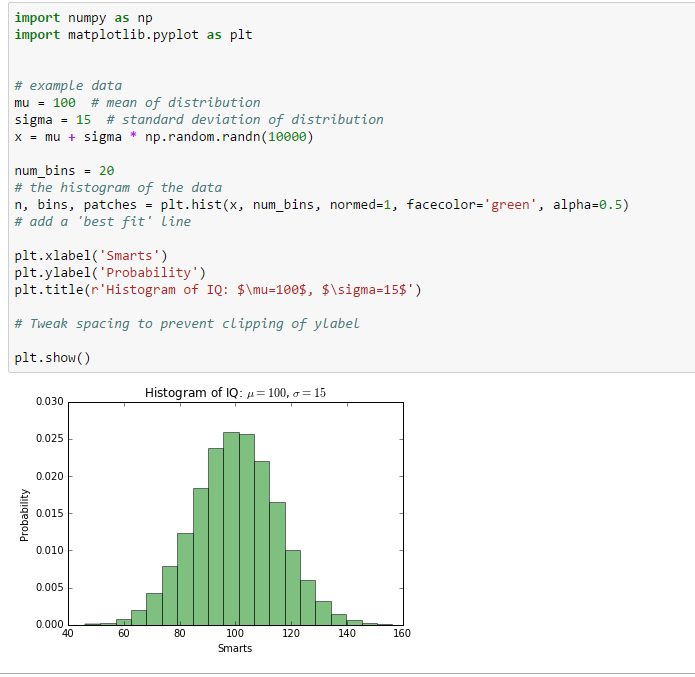 import numpy as np
import matplotlib.pyplot as plt
# example data
mu = 100  # mean of distribution
sigma = 15  # standard deviation of distribution
x = mu + sigma * np.random.randn(10000)
num_bins = 20
# the histogram of the data
n, bins, patches = plt.hist(x, num_bins, normed=1, facecolor='green', alpha=0.5)
# add a 'best fit' line
plt.xlabel('Smarts')
plt.ylabel('Probability')
plt.title(r'Histogram of IQ: $\mu=100$, $\sigma=15$')
# Tweak spacing to prevent clipping of ylabel
plt.show()
Histogram of IQ: μ = 100, σ = 15
0.030
0.025
0.020
0.015
0.010
0.005
0.000
Probability
40 60 80 100 120 140 160
Smarts